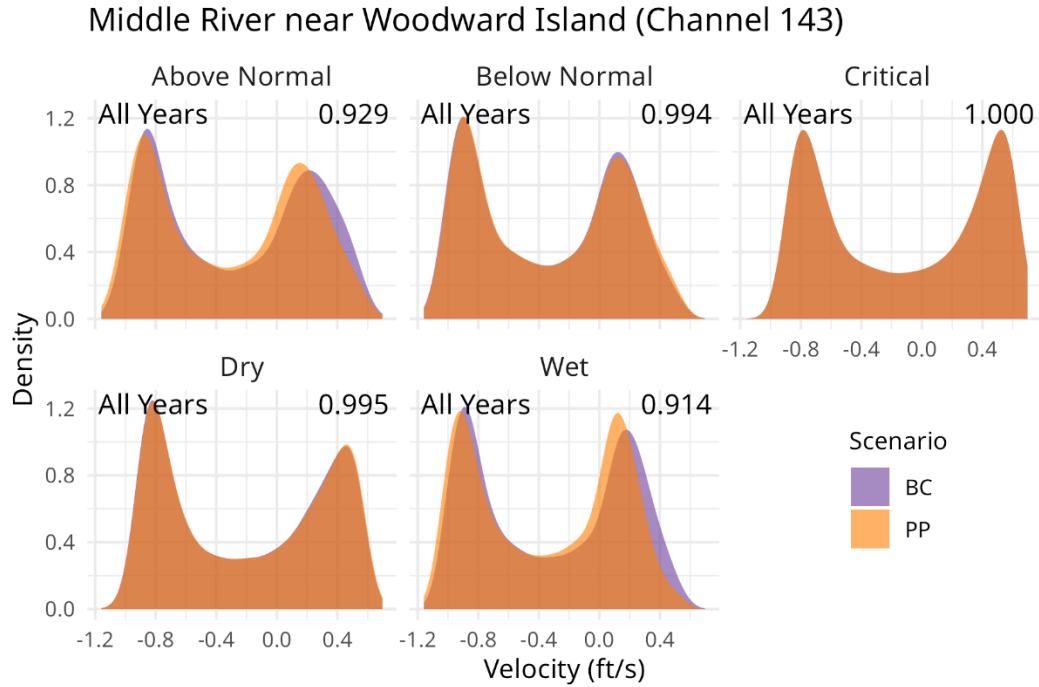 Middle River near Woodward Island (Channel 143)
Above Normal
Below Normal
Critical
All Years 0.929
All Years 0.994
All Years 1.000
1.2
0.8
0.4
0.0
-1.2 -0.8 -0.4 0.0 0.4
Density
Dry
Wet
All Years 0.995
All Years 0.914
1.2
0.8
0.4
0.0
-1.2 -0.8 -0.4 0.0 0.4
-1.2 -0.8 -0.4 0.0 0.4
Velocity (ft/s)
Scenario
BC
PP